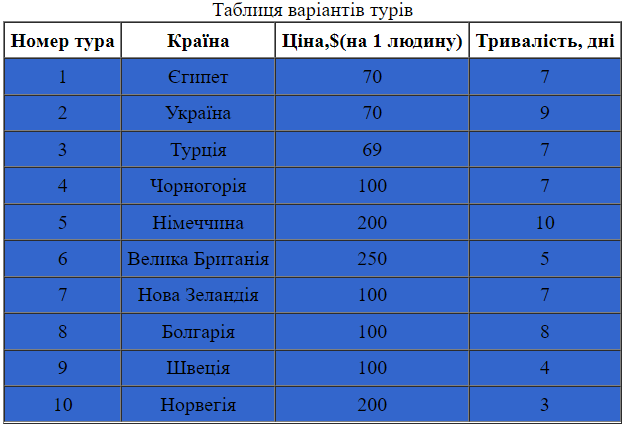 Таблиця варіантів турів
Номер тура Країна Ціна,$(на 1 людину) Тривалість, дні
1 Єгипет 70 7
2 Україна 70 9
3 Турція 69 7
4 Чорногорія 100 7
5 Німеччина 200 10
6 Велика Британія 250 5
7 Нова Зеландія 100 7
8 Болгарія 100 8
9 Швеція 100 4
10 Норвегія 200 3